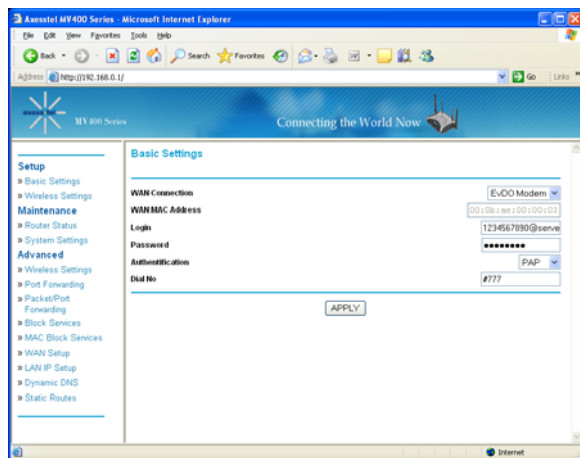 Axesstel MV400 Series - Microsoft Internet Explorer
File Edit View Favorites Tools Help
Back Search Favorites
Address http://192.168.0.1/ Go Links
axesstel MV400 Series Connecting the World Now
Setup
» Basic Settings
» Wireless Settings
Maintenance
» Router Status
» System Settings
Advanced
» Wireless Settings
» Port Forwarding
» Packet/Port
Forwarding
» Block Services
» MAC Block Services
» WAN Setup
» LAN IP Setup
» Dynamic DNS
» Static Routes
Basic Settings
WAN Connection EvDO Modem
WAN MAC Address 00:0b:ae:00:00:03
Login 1234567890@serve
Password ●●●●●●●●
Authentification PAP
Dial No #777
APPLY
Internet